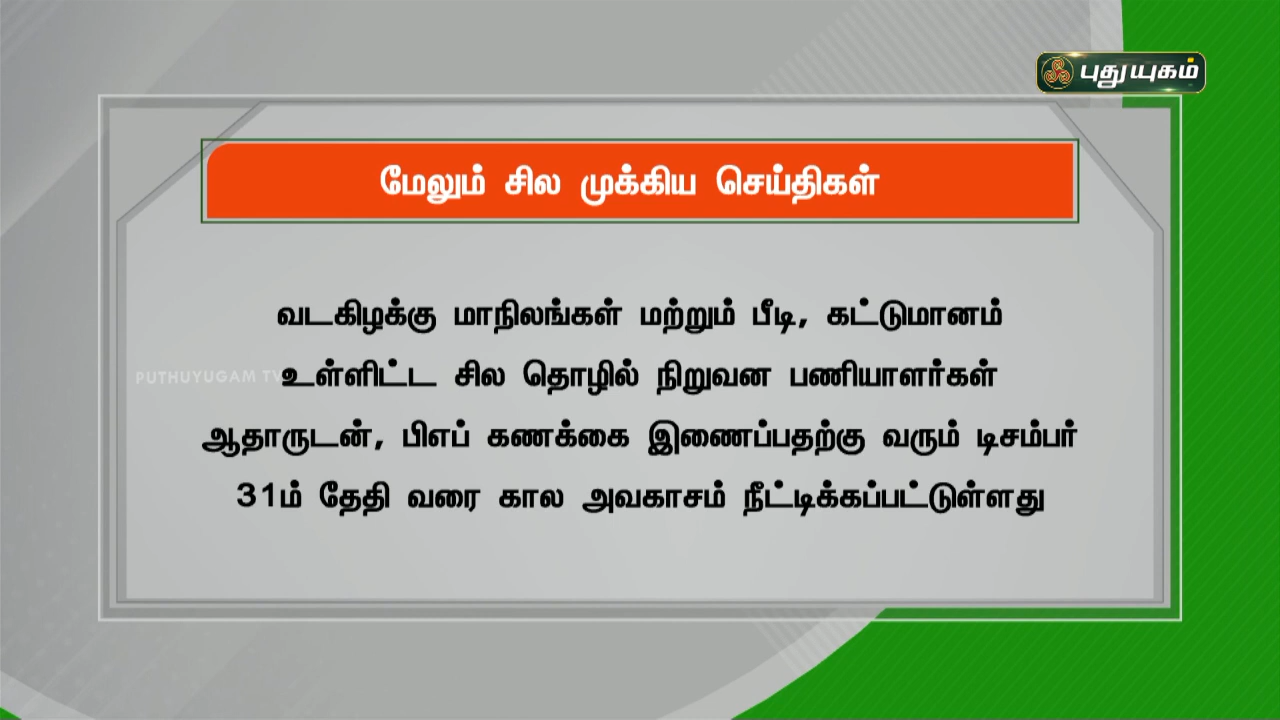 புதுயுகம்
மேலும் சில முக்கிய செய்திகள்
வடகிழக்கு மாநிலங்கள் மற்றும் பீடி, கட்டுமானம்
PUTHUYUGAM TV
உள்ளிட்ட சில தொழில் நிறுவன பணியாளர்கள்
ஆதாருடன், பிஎப் கணக்கை இணைப்பதற்கு வரும் டிசம்பர்
31ம் தேதி வரை கால அவகாசம் நீட்டிக்கப்பட்டுள்ளது